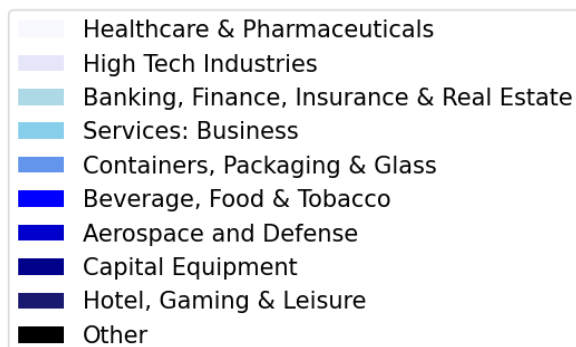 Healthcare & Pharmaceuticals
High Tech Industries
Banking, Finance, Insurance & Real Estate
Services: Business
Containers, Packaging & Glass
Beverage, Food & Tobacco
Aerospace and Defense
Capital Equipment
Hotel, Gaming & Leisure
Other